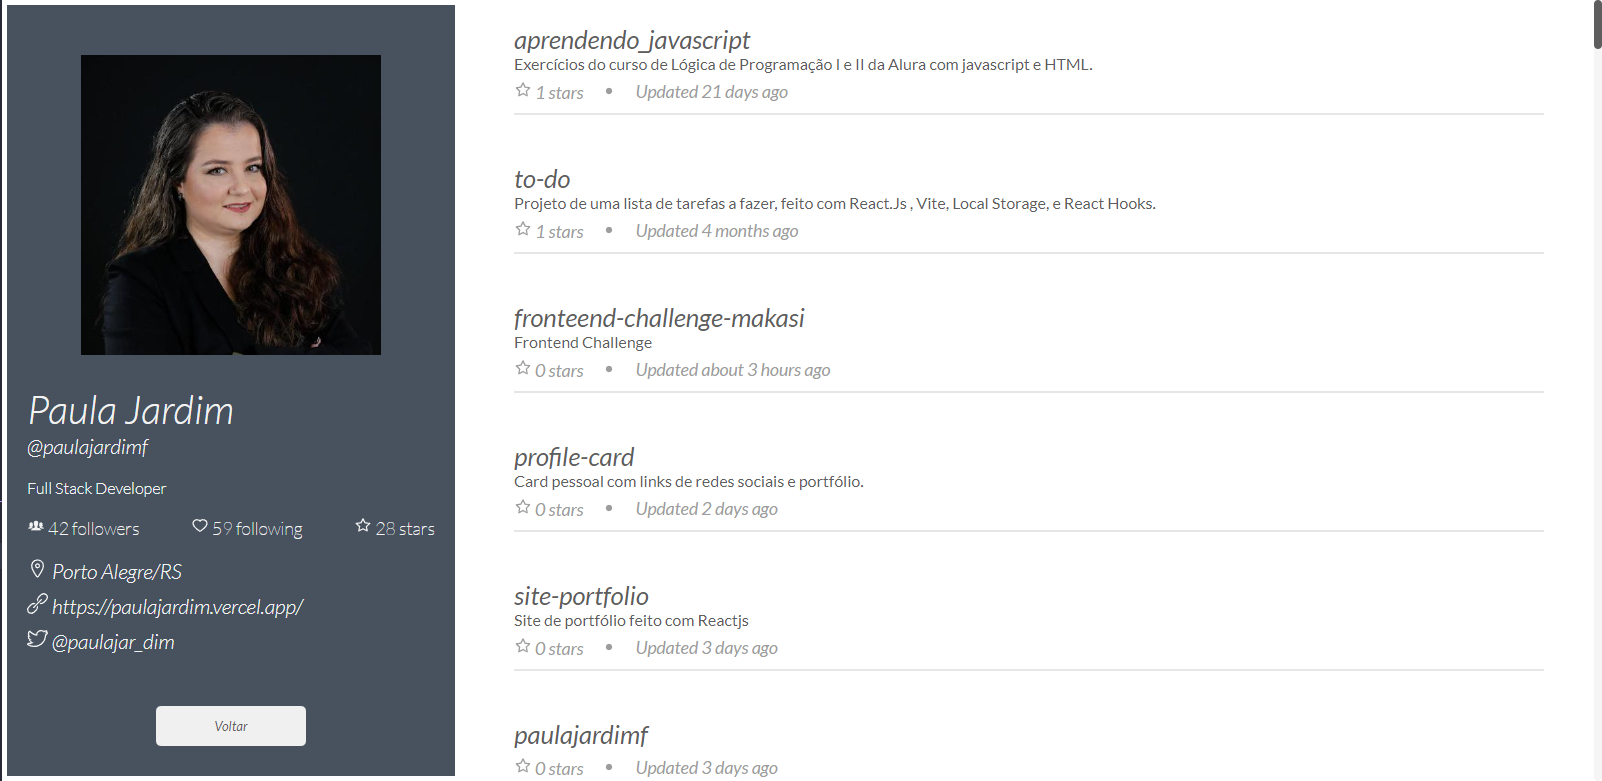 Paula Jardim
@paulajardimf
Full Stack Developer
42 followers 59 following 28 stars
Porto Alegre/RS
https://paulajardim.vercel.app/
@paulajar_dim
Voltar
aprendendo_javascript
Exercícios do curso de Lógica de Programação I e II da Alura com javascript e HTML.
1 stars • Updated 21 days ago
to-do
Projeto de uma lista de tarefas a fazer, feito com React.Js , Vite, Local Storage, e React Hooks.
1 stars • Updated 4 months ago
fronteend-challenge-makasi
Frontend Challenge
0 stars • Updated about 3 hours ago
profile-card
Card pessoal com links de redes sociais e portfólio.
0 stars • Updated 2 days ago
site-portfolio
Site de portfólio feito com Reactjs
0 stars • Updated 3 days ago
paulajardimf
0 stars • Updated 3 days ago